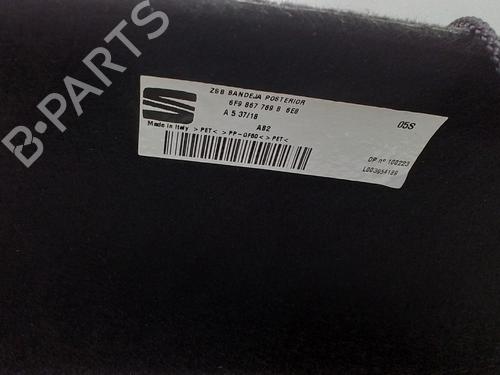 ZSB BANDEJA POSTERIOR
6F9 867 769 B 6E8
A 5 37/18
AB2
05S
Made in Italy >PET< >PP-GF60<>PET<
DP nº 100223
L003954189
B-PARTS